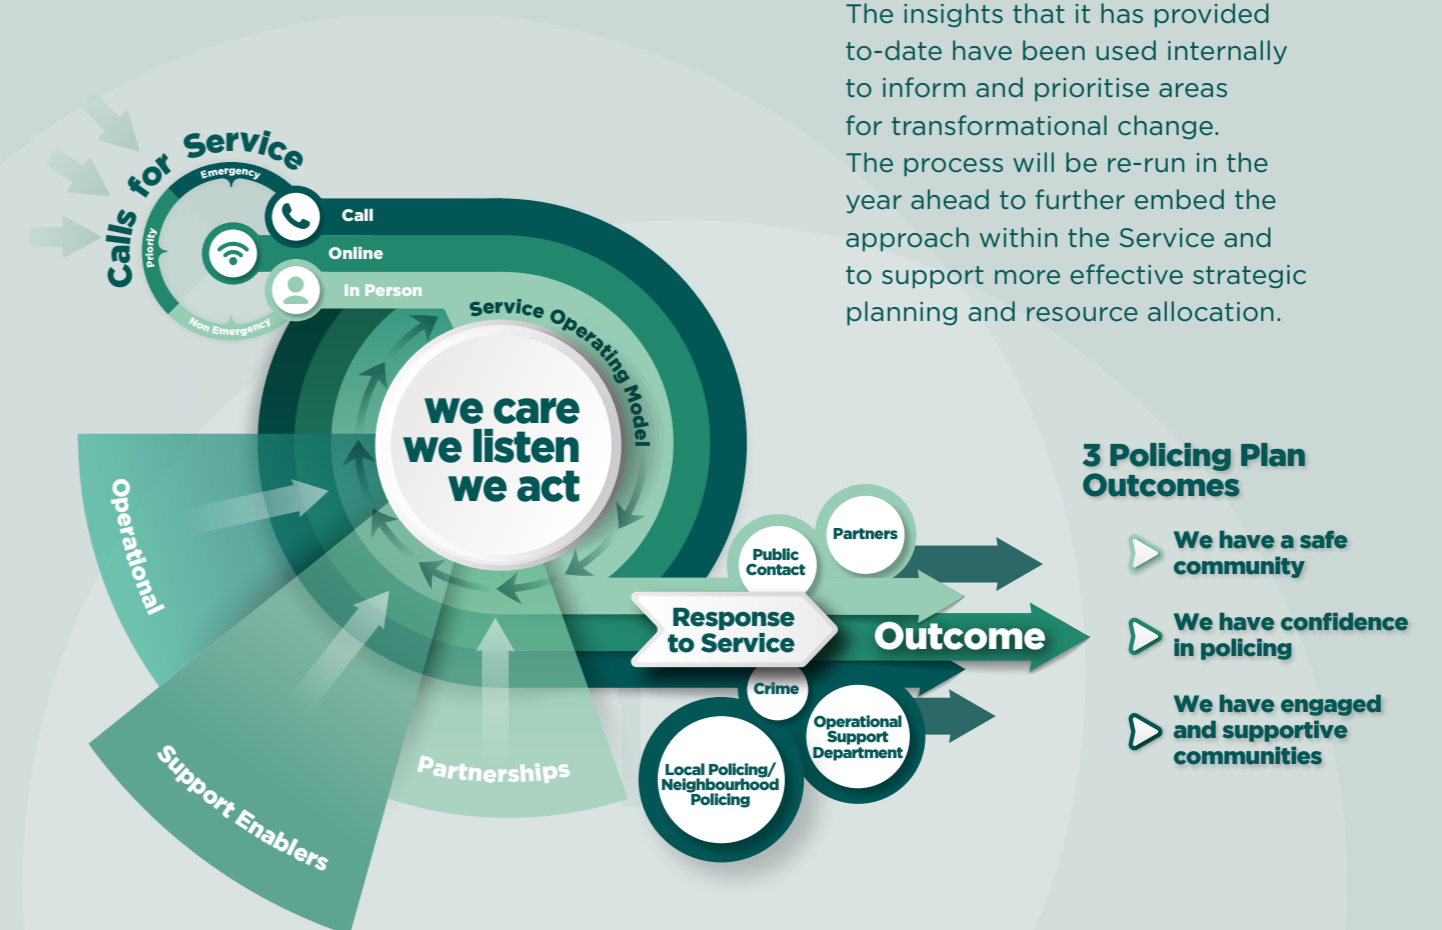 The insights that it has provided
to-date have been used internally
to inform and prioritise areas
for transformational change.
The process will be re-run in the
year ahead to further embed the
approach within the Service and
to support more effective strategic
planning and resource allocation.
Calls for Service
Emergency
Priority
Non Emergency
Call
Online
In Person
Service Operating Model
we care
we listen
we act
Operational
Support Enablers
Partnerships
Public
Contact
Partners
Response
to Service
Outcome
Crime
Operational
Support
Department
Local Policing/
Neighbourhood
Policing
3 Policing Plan
Outcomes
We have a safe
community
We have confidence
in policing
We have engaged
and supportive
communities